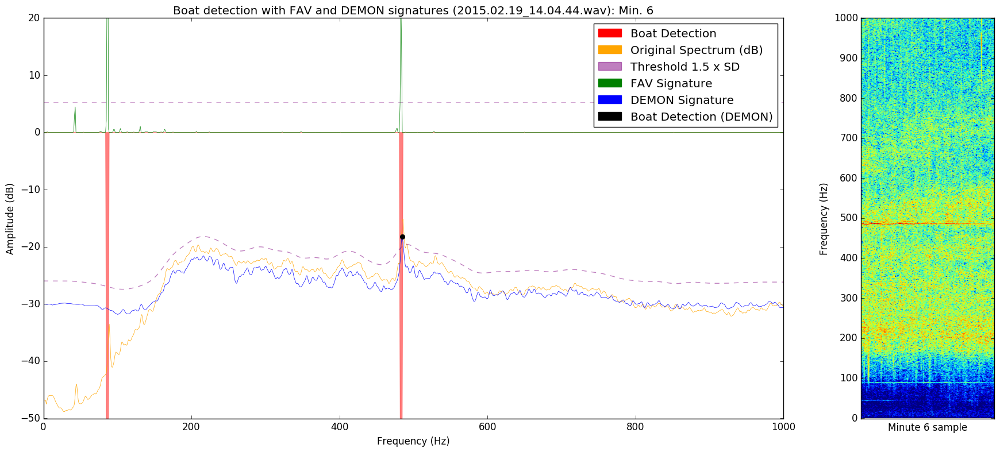 Boat detection with FAV and DEMON signatures (2015.02.19_14.04.44.wav): Min. 6
Amplitude (dB)
20
10
0
−10
−20
−30
−40
−50
Boat Detection
Original Spectrum (dB)
Threshold 1.5 x SD
FAV Signature
DEMON Signature
Boat Detection (DEMON)
0
200
400
600
800
1000
Frequency (Hz)
Frequency (Hz)
1000
900
800
700
600
500
400
300
200
100
0
Minute 6 sample